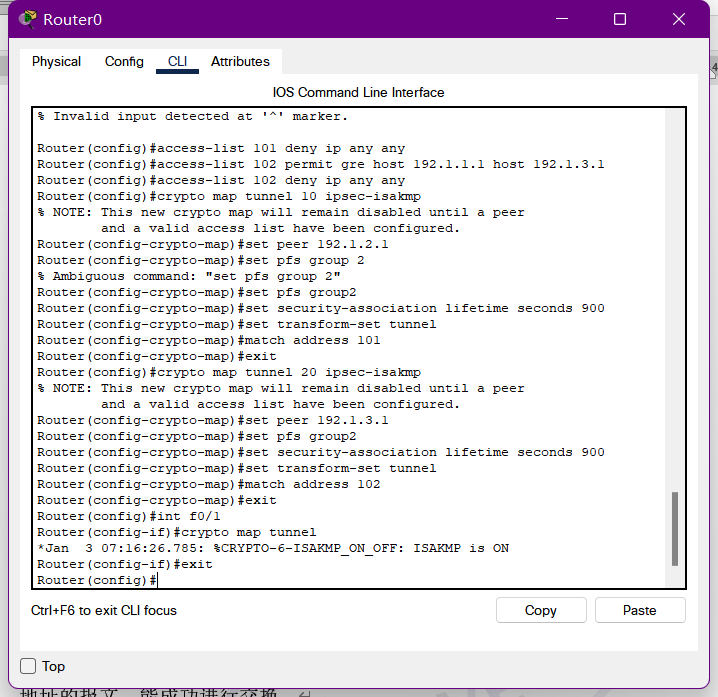 Router0
Physical Config CLI Attributes
IOS Command Line Interface
% Invalid input detected at '^' marker.
Router(config)#access-list 101 deny ip any any
Router(config)#access-list 102 permit gre host 192.1.1.1 host 192.1.3.1
Router(config)#access-list 102 deny ip any any
Router(config)#crypto map tunnel 10 ipsec-isakmp
% NOTE: This new crypto map will remain disabled until a peer
and a valid access list have been configured.
Router(config-crypto-map)#set peer 192.1.2.1
Router(config-crypto-map)#set pfs group 2
% Ambiguous command: "set pfs group 2"
Router(config-crypto-map)#set pfs group2
Router(config-crypto-map)#set security-association lifetime seconds 900
Router(config-crypto-map)#set transform-set tunnel
Router(config-crypto-map)#match address 101
Router(config-crypto-map)#exit
Router(config)#crypto map tunnel 20 ipsec-isakmp
% NOTE: This new crypto map will remain disabled until a peer
and a valid access list have been configured.
Router(config-crypto-map)#set peer 192.1.3.1
Router(config-crypto-map)#set pfs group2
Router(config-crypto-map)#set security-association lifetime seconds 900
Router(config-crypto-map)#set transform-set tunnel
Router(config-crypto-map)#match address 102
Router(config-crypto-map)#exit
Router(config)#int f0/1
Router(config-if)#crypto map tunnel
*Jan  3 07:16:26.785: %CRYPTO-6-ISAKMP_ON_OFF: ISAKMP is ON
Router(config-if)#exit
Router(config)#
Ctrl+F6 to exit CLI focus
Copy Paste
Top
地址的报文，能成功进行交换